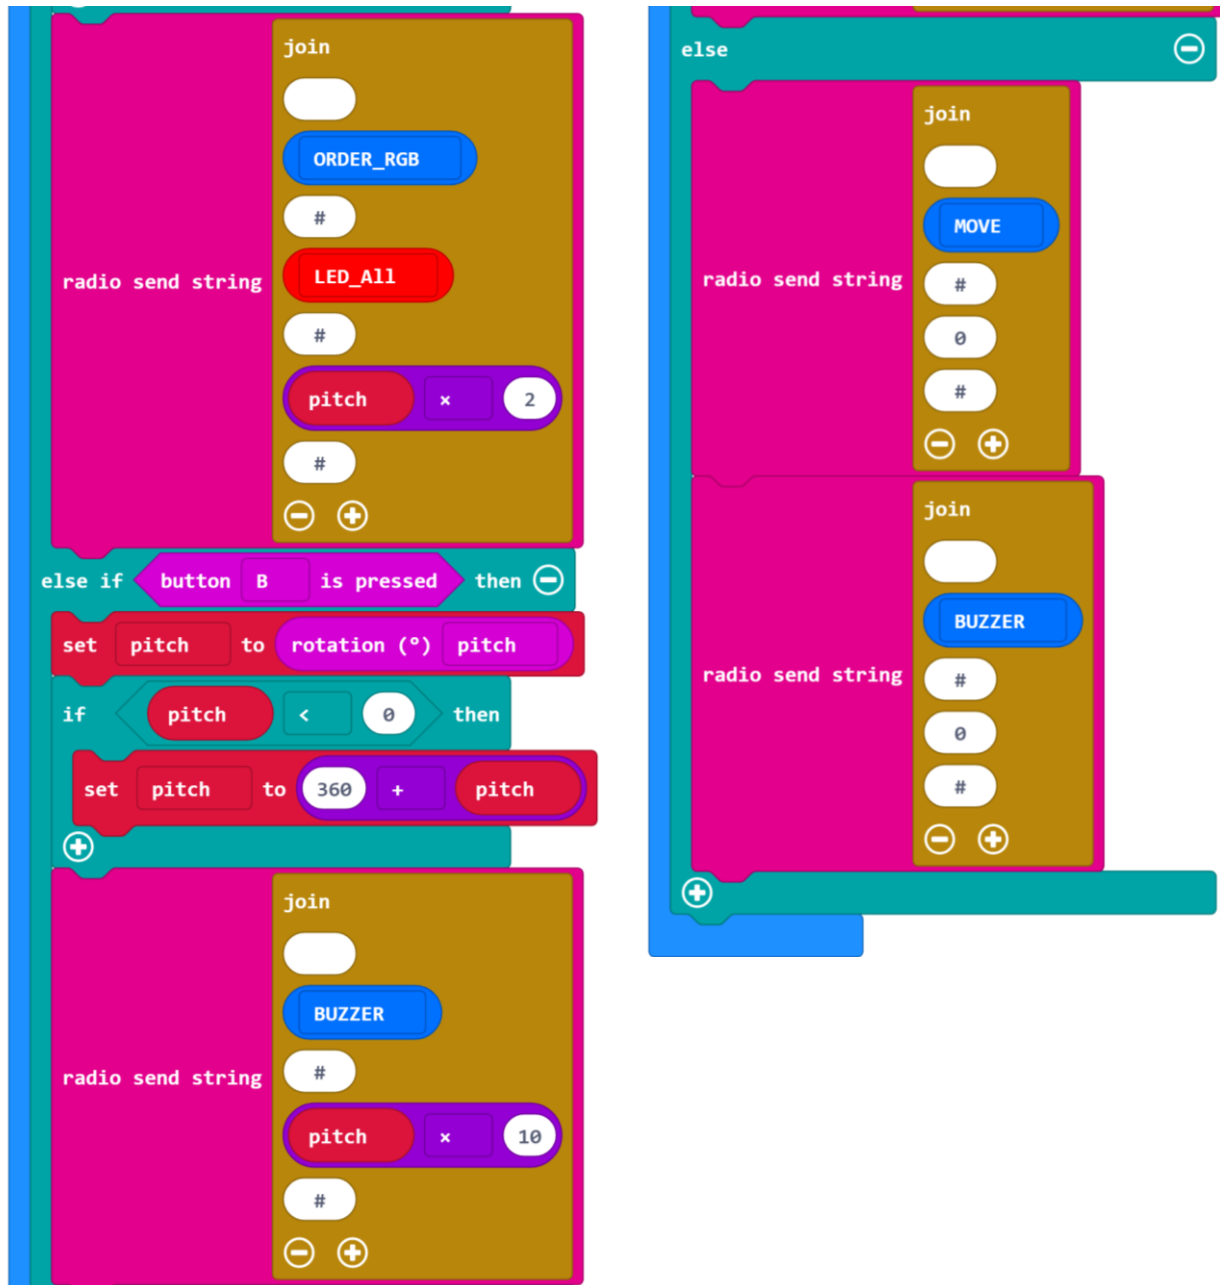 join
ORDER_RGB
#
LED_All
radio send string
#
pitch × 2
#
else if button B is pressed then
set pitch to rotation (°) pitch
if pitch < 0 then
set pitch to 360 + pitch
join
BUZZER
#
radio send string
pitch × 10
#
else
join
MOVE
#
radio send string
0
#
join
BUZZER
#
radio send string
0
#